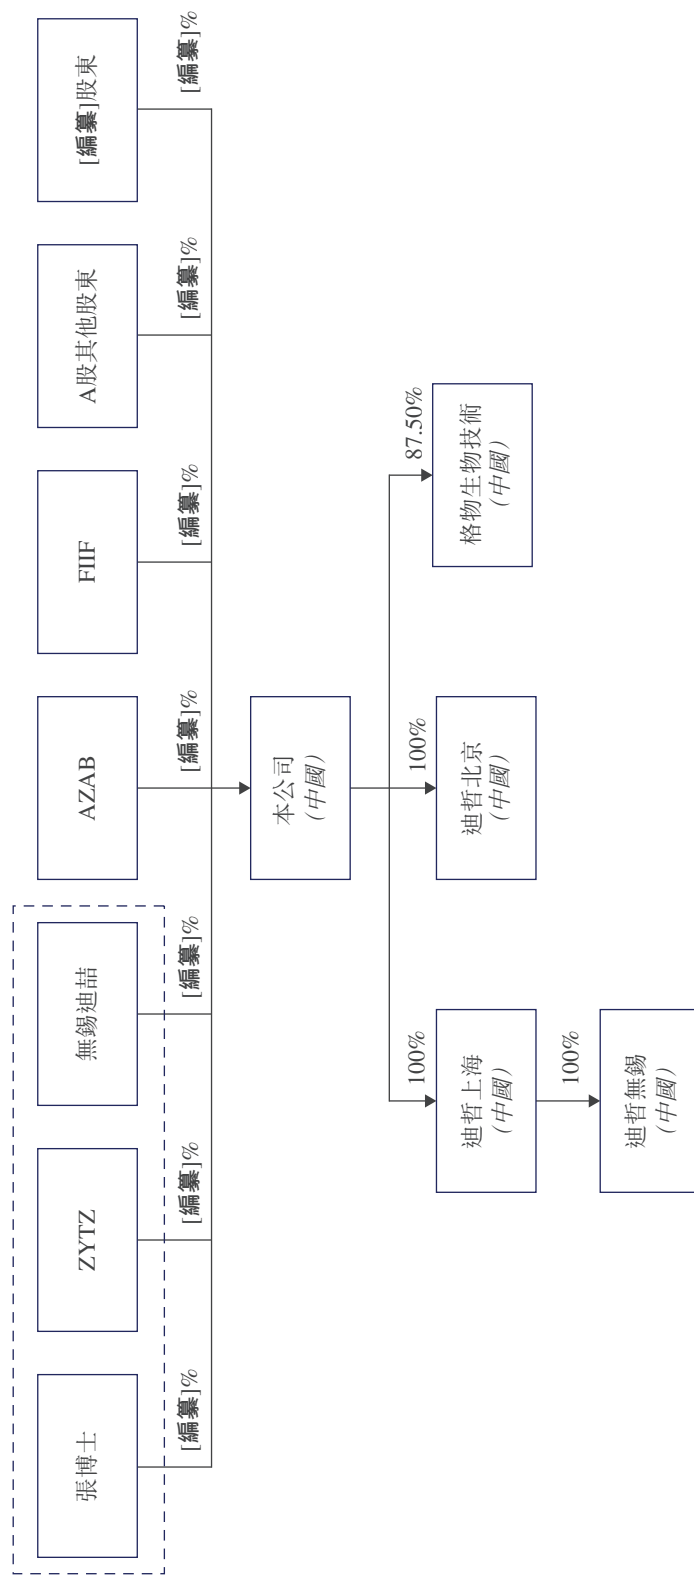 張博士
ZYTZ
無錫迪喆
AZAB
FIIF
A股其他股東
[編纂]股東
[編纂]%
[編纂]%
[編纂]%
[編纂]%
[編纂]%
[編纂]%
[編纂]%
本公司
(中國)
100%
100%
87.50%
迪哲上海
(中國)
迪哲北京
(中國)
格物生物技術
(中國)
100%
迪哲無錫
(中國)